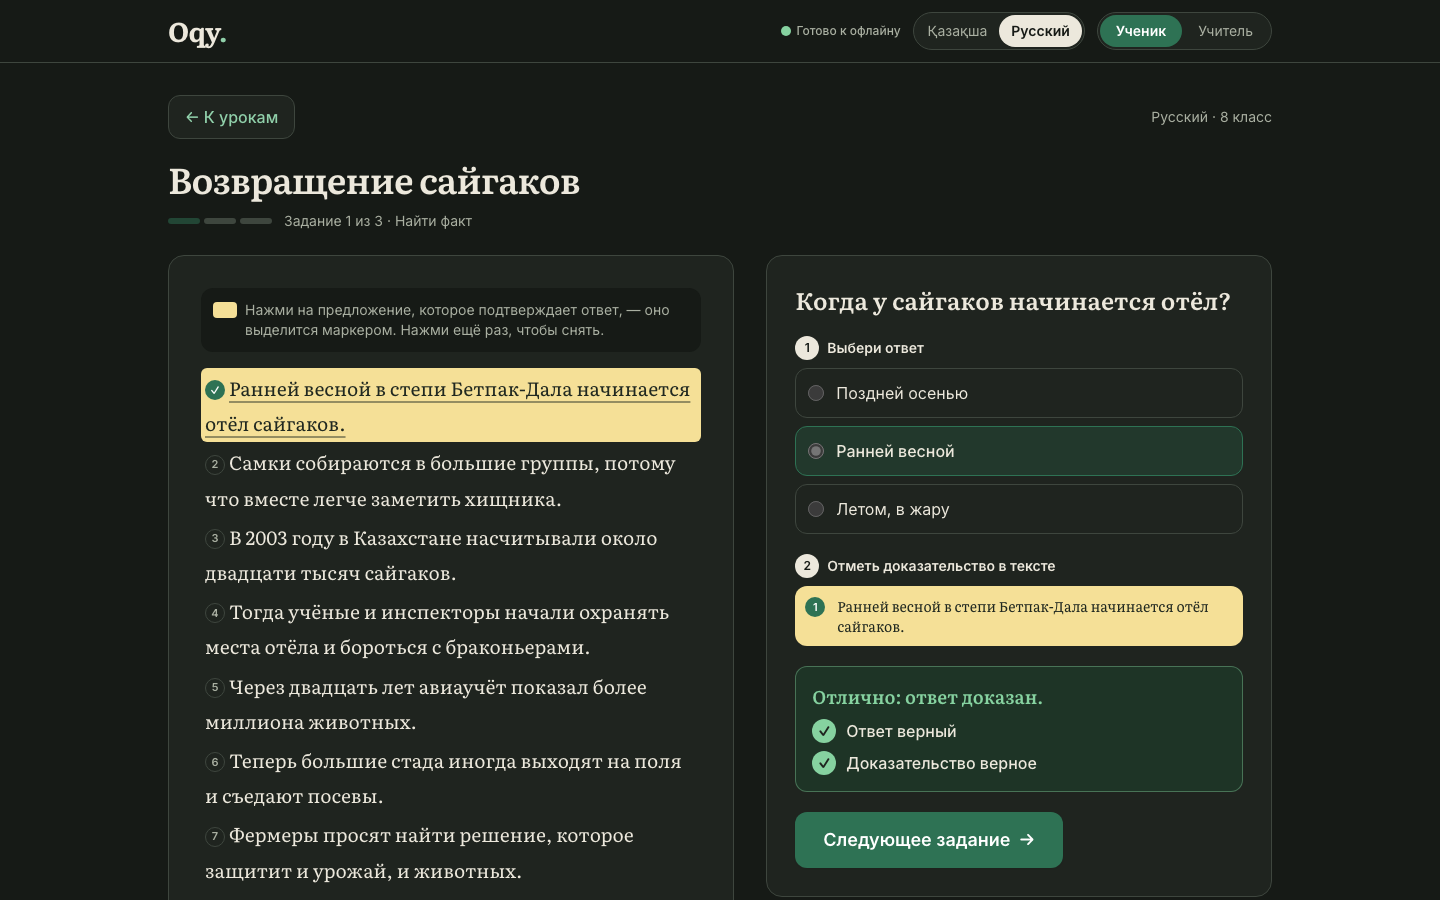 Oqy.
Готово к офлайну
Қазақша
Русский
Ученик
Учитель
← К урокам
Русский · 8 класс
Возвращение сайгаков
Задание 1 из 3 · Найти факт
Нажми на предложение, которое подтверждает ответ, — оно
выделится маркером. Нажми ещё раз, чтобы снять.
Ранней весной в степи Бетпак-Дала начинается
отёл сайгаков.
2 Самки собираются в большие группы, потому
что вместе легче заметить хищника.
3 В 2003 году в Казахстане насчитывали около
двадцати тысяч сайгаков.
4 Тогда учёные и инспекторы начали охранять
места отёла и бороться с браконьерами.
5 Через двадцать лет авиаучёт показал более
миллиона животных.
6 Теперь большие стада иногда выходят на поля
и съедают посевы.
7 Фермеры просят найти решение, которое
защитит и урожай, и животных.
Когда у сайгаков начинается отёл?
1 Выбери ответ
Поздней осенью
Ранней весной
Летом, в жару
2 Отметь доказательство в тексте
1 Ранней весной в степи Бетпак-Дала начинается отёл
сайгаков.
Отлично: ответ доказан.
Ответ верный
Доказательство верное
Следующее задание →